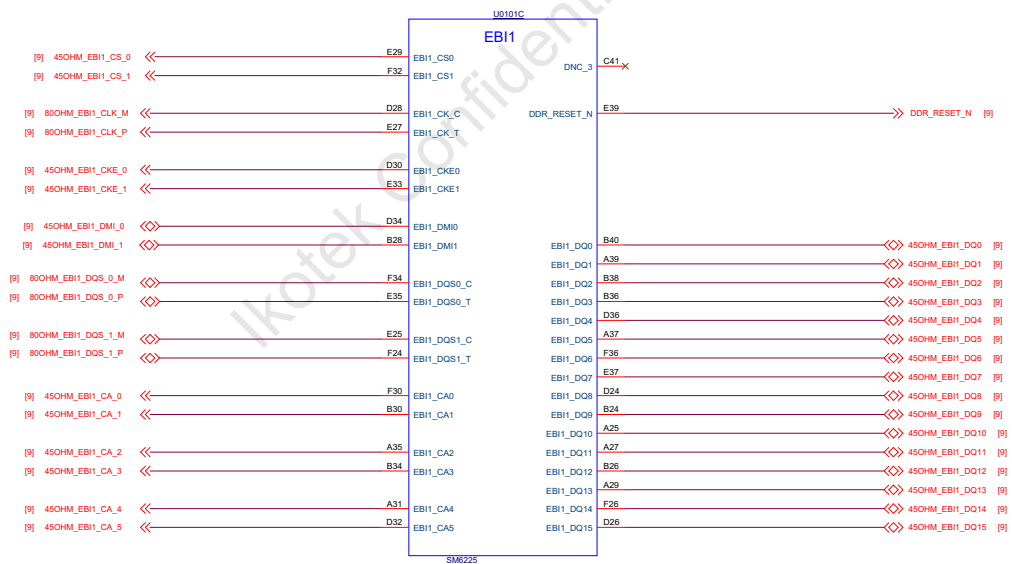 U0101C
EBI1
[9] 45OHM_EBI1_CS_0 E29 EBI1_CS0
DNC_3 C41
[9] 45OHM_EBI1_CS_1 F32 EBI1_CS1
[9] 80OHM_EBI1_CLK_M D28 EBI1_CK_C DDR_RESET_N E39 DDR_RESET_N [9]
[9] 80OHM_EBI1_CLK_P E27 EBI1_CK_T
[9] 45OHM_EBI1_CKE_0 D30 EBI1_CKE0
[9] 45OHM_EBI1_CKE_1 E33 EBI1_CKE1
[9] 45OHM_EBI1_DMI_0 D34 EBI1_DMI0
[9] 45OHM_EBI1_DMI_1 B28 EBI1_DMI1 EBI1_DQ0 B40 45OHM_EBI1_DQ0 [9]
EBI1_DQ1 A39 45OHM_EBI1_DQ1 [9]
[9] 80OHM_EBI1_DQS_0_M F34 EBI1_DQS0_C EBI1_DQ2 B38 45OHM_EBI1_DQ2 [9]
[9] 80OHM_EBI1_DQS_0_P E35 EBI1_DQS0_T EBI1_DQ3 B36 45OHM_EBI1_DQ3 [9]
EBI1_DQ4 D36 45OHM_EBI1_DQ4 [9]
[9] 80OHM_EBI1_DQS_1_M E25 EBI1_DQS1_C EBI1_DQ5 A37 45OHM_EBI1_DQ5 [9]
[9] 80OHM_EBI1_DQS_1_P F24 EBI1_DQS1_T EBI1_DQ6 F36 45OHM_EBI1_DQ6 [9]
EBI1_DQ7 E37 45OHM_EBI1_DQ7 [9]
[9] 45OHM_EBI1_CA_0 F30 EBI1_CA0 EBI1_DQ8 D24 45OHM_EBI1_DQ8 [9]
[9] 45OHM_EBI1_CA_1 B30 EBI1_CA1 EBI1_DQ9 B24 45OHM_EBI1_DQ9 [9]
EBI1_DQ10 A25 45OHM_EBI1_DQ10 [9]
[9] 45OHM_EBI1_CA_2 A35 EBI1_CA2 EBI1_DQ11 A27 45OHM_EBI1_DQ11 [9]
[9] 45OHM_EBI1_CA_3 B34 EBI1_CA3 EBI1_DQ12 B26 45OHM_EBI1_DQ12 [9]
EBI1_DQ13 A29 45OHM_EBI1_DQ13 [9]
[9] 45OHM_EBI1_CA_4 A31 EBI1_CA4 EBI1_DQ14 F26 45OHM_EBI1_DQ14 [9]
[9] 45OHM_EBI1_CA_5 D32 EBI1_CA5 EBI1_DQ15 D26 45OHM_EBI1_DQ15 [9]
SM6225
Ikotek Confident